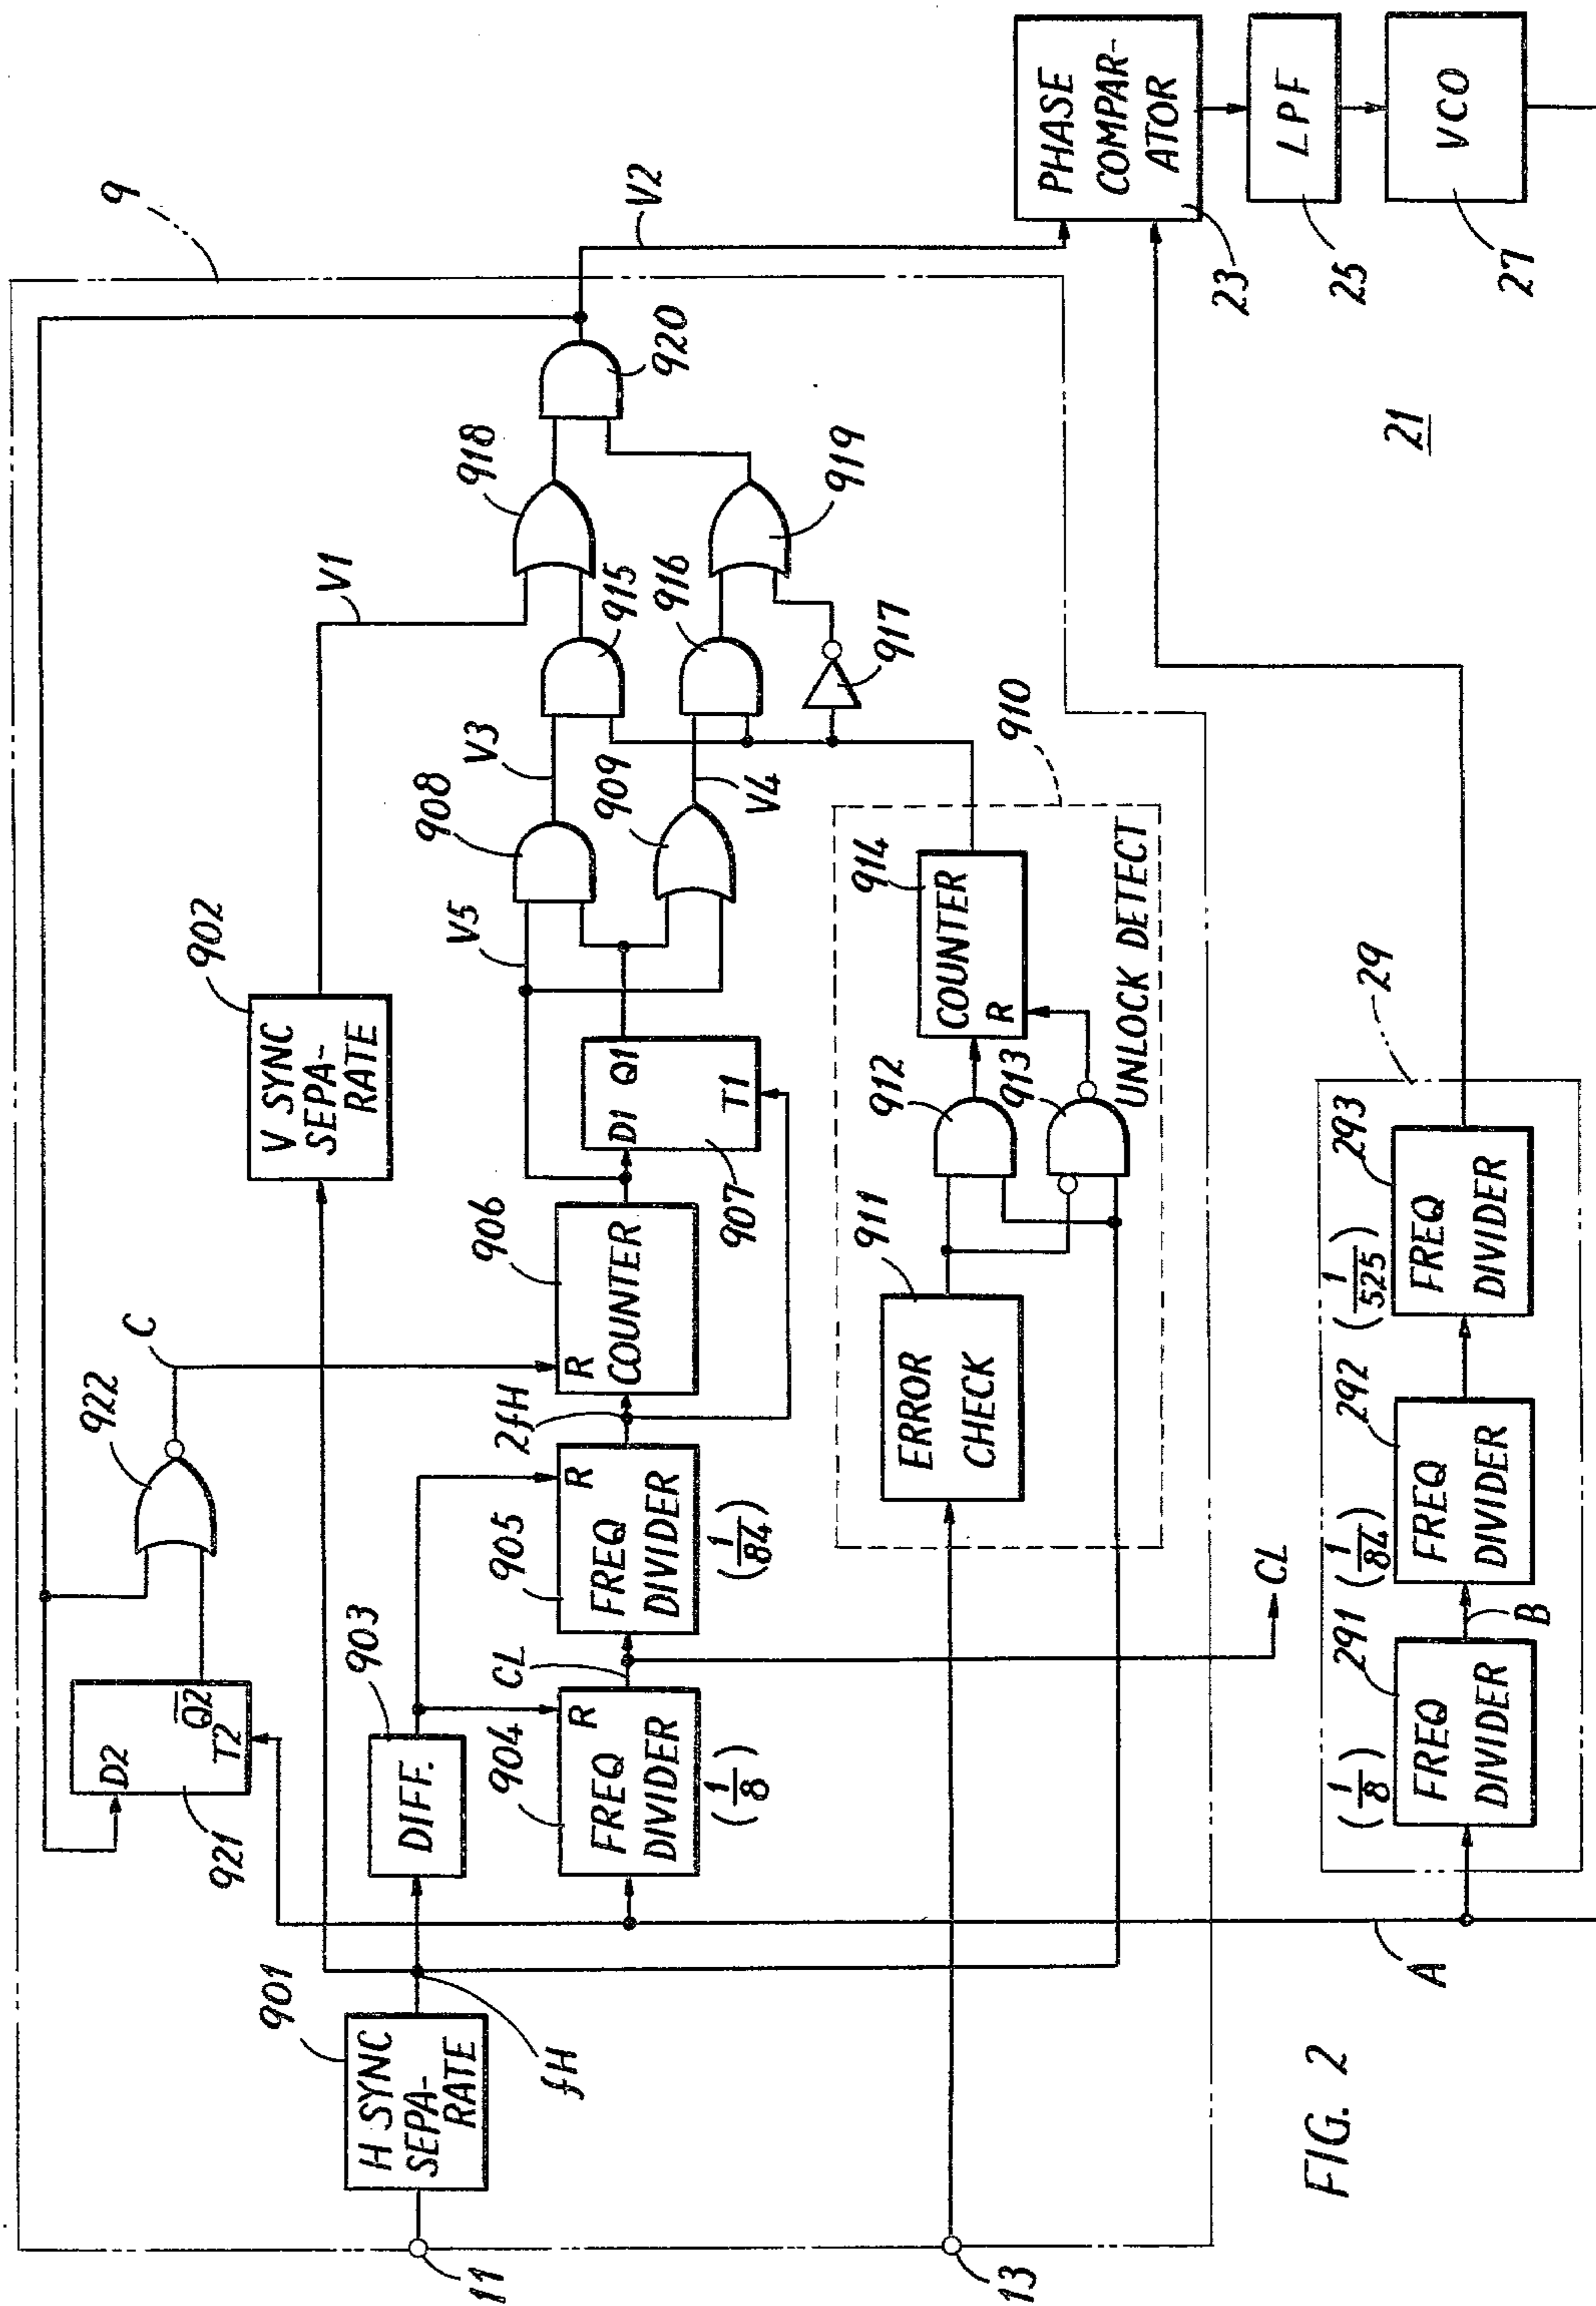 9
922
C
D2
Q̅2
T2
921
903
DIFF.
901
H SYNC
SEPA-
RATE
fH
11
902
V SYNC
SEPA-
RATE
V1
904
R
FREQ
DIVIDER
(1/8)
CL
905
R
FREQ
DIVIDER
(1/84)
2fH
906
R
COUNTER
D1 Q1
T1
907
V5
908
V3
909
V4
915
916
917
918
919
920
V2
910
911
ERROR
CHECK
912
913
914
COUNTER
R
UNLOCK DETECT
13
CL
PHASE
COMPAR-
ATOR
23
LPF
25
VCO
27
21
29
A
291
(1/8)
FREQ
DIVIDER
B
292
(1/84)
FREQ
DIVIDER
293
(1/525)
FREQ
DIVIDER
FIG. 2